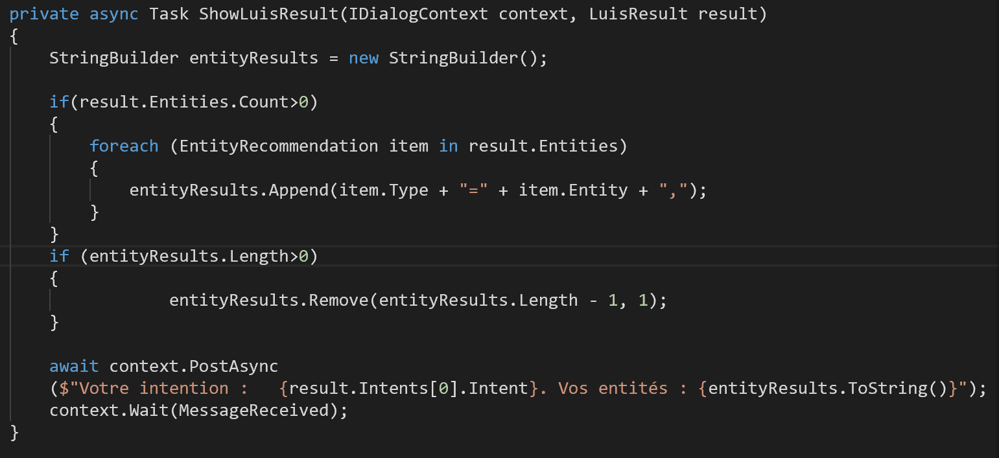 private async Task ShowLuisResult(IDialogContext context, LuisResult result)
{
    StringBuilder entityResults = new StringBuilder();

    if(result.Entities.Count>0)
    {
        foreach (EntityRecommendation item in result.Entities)
        {
            entityResults.Append(item.Type + "=" + item.Entity + ",");
        }
    }
    if (entityResults.Length>0)
    {
                entityResults.Remove(entityResults.Length - 1, 1);
    }

    await context.PostAsync
    ($"Votre intention :   {result.Intents[0].Intent}. Vos entités : {entityResults.ToString()}");
    context.Wait(MessageReceived);
}